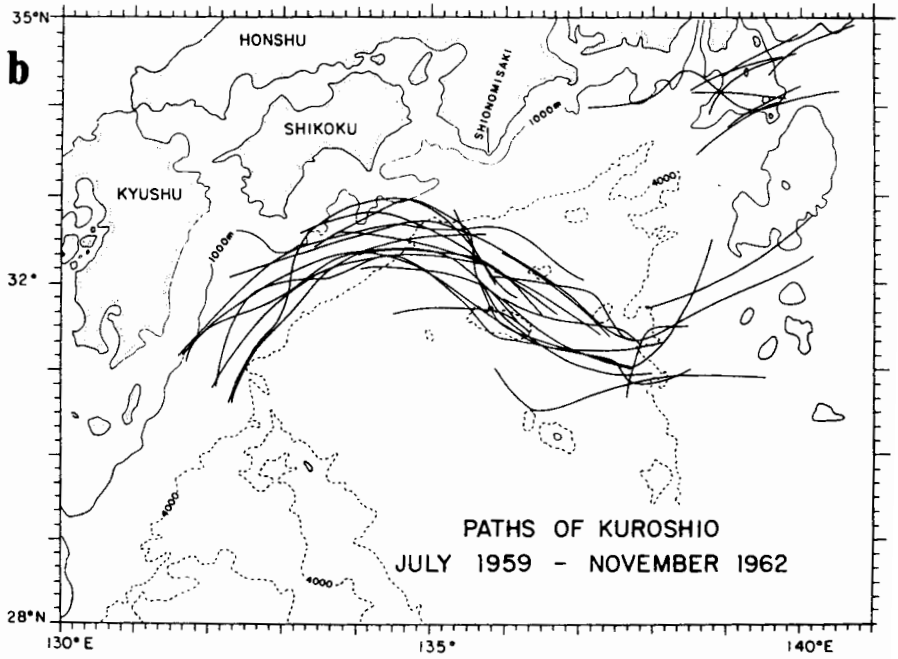 35°N
b
HONSHU
SHIONOMISAKI
1000m
SHIKOKU
KYUSHU
4000
1000m
32°
4000
PATHS OF KUROSHIO
JULY 1959 - NOVEMBER 1962
4000
28°N
130°E
135°
140°E